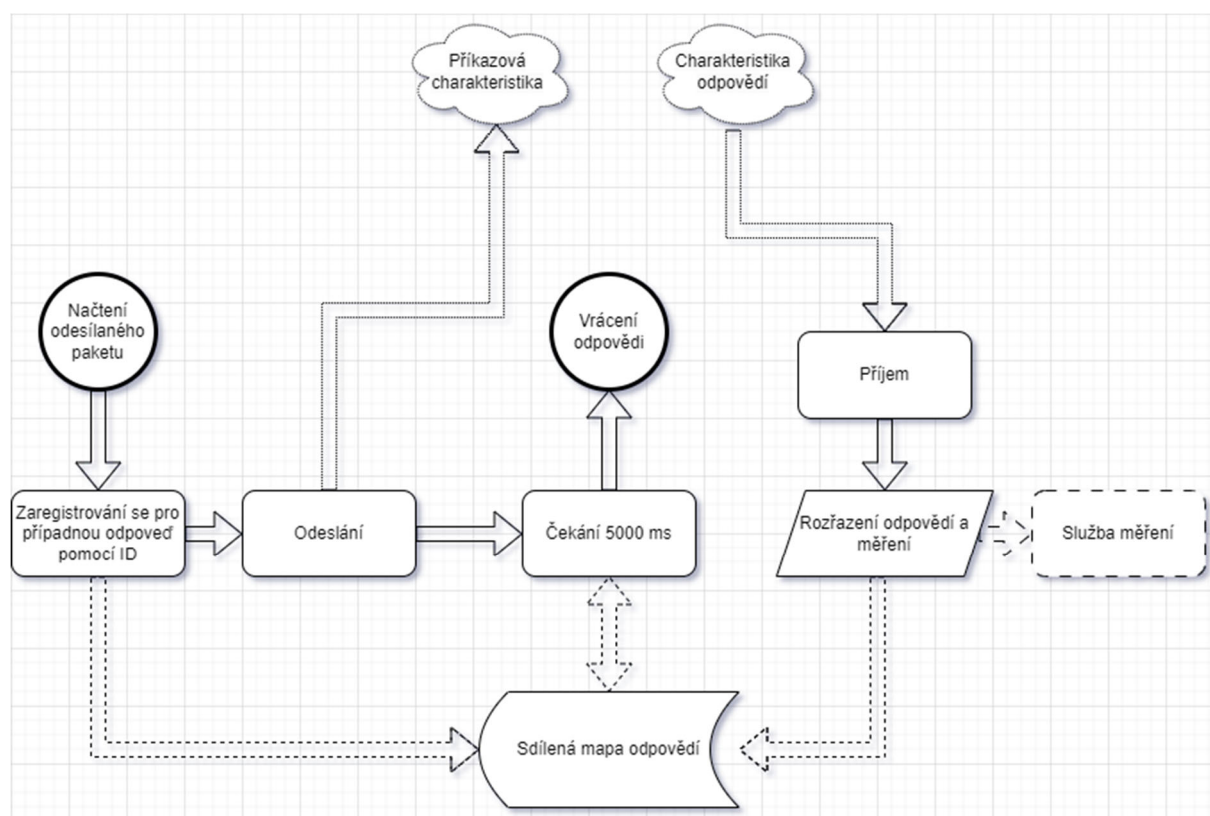 Příkazová
charakteristika
Charakteristika
odpovědí
Načtení
odesílaného
paketu
Vrácení
odpovědi
Příjem
Zaregistrování se pro
případnou odpoveď
pomocí ID
Odeslání
Čekání 5000 ms
Rozřazení odpovědí a
měření
Služba měření
Sdílená mapa odpovědí